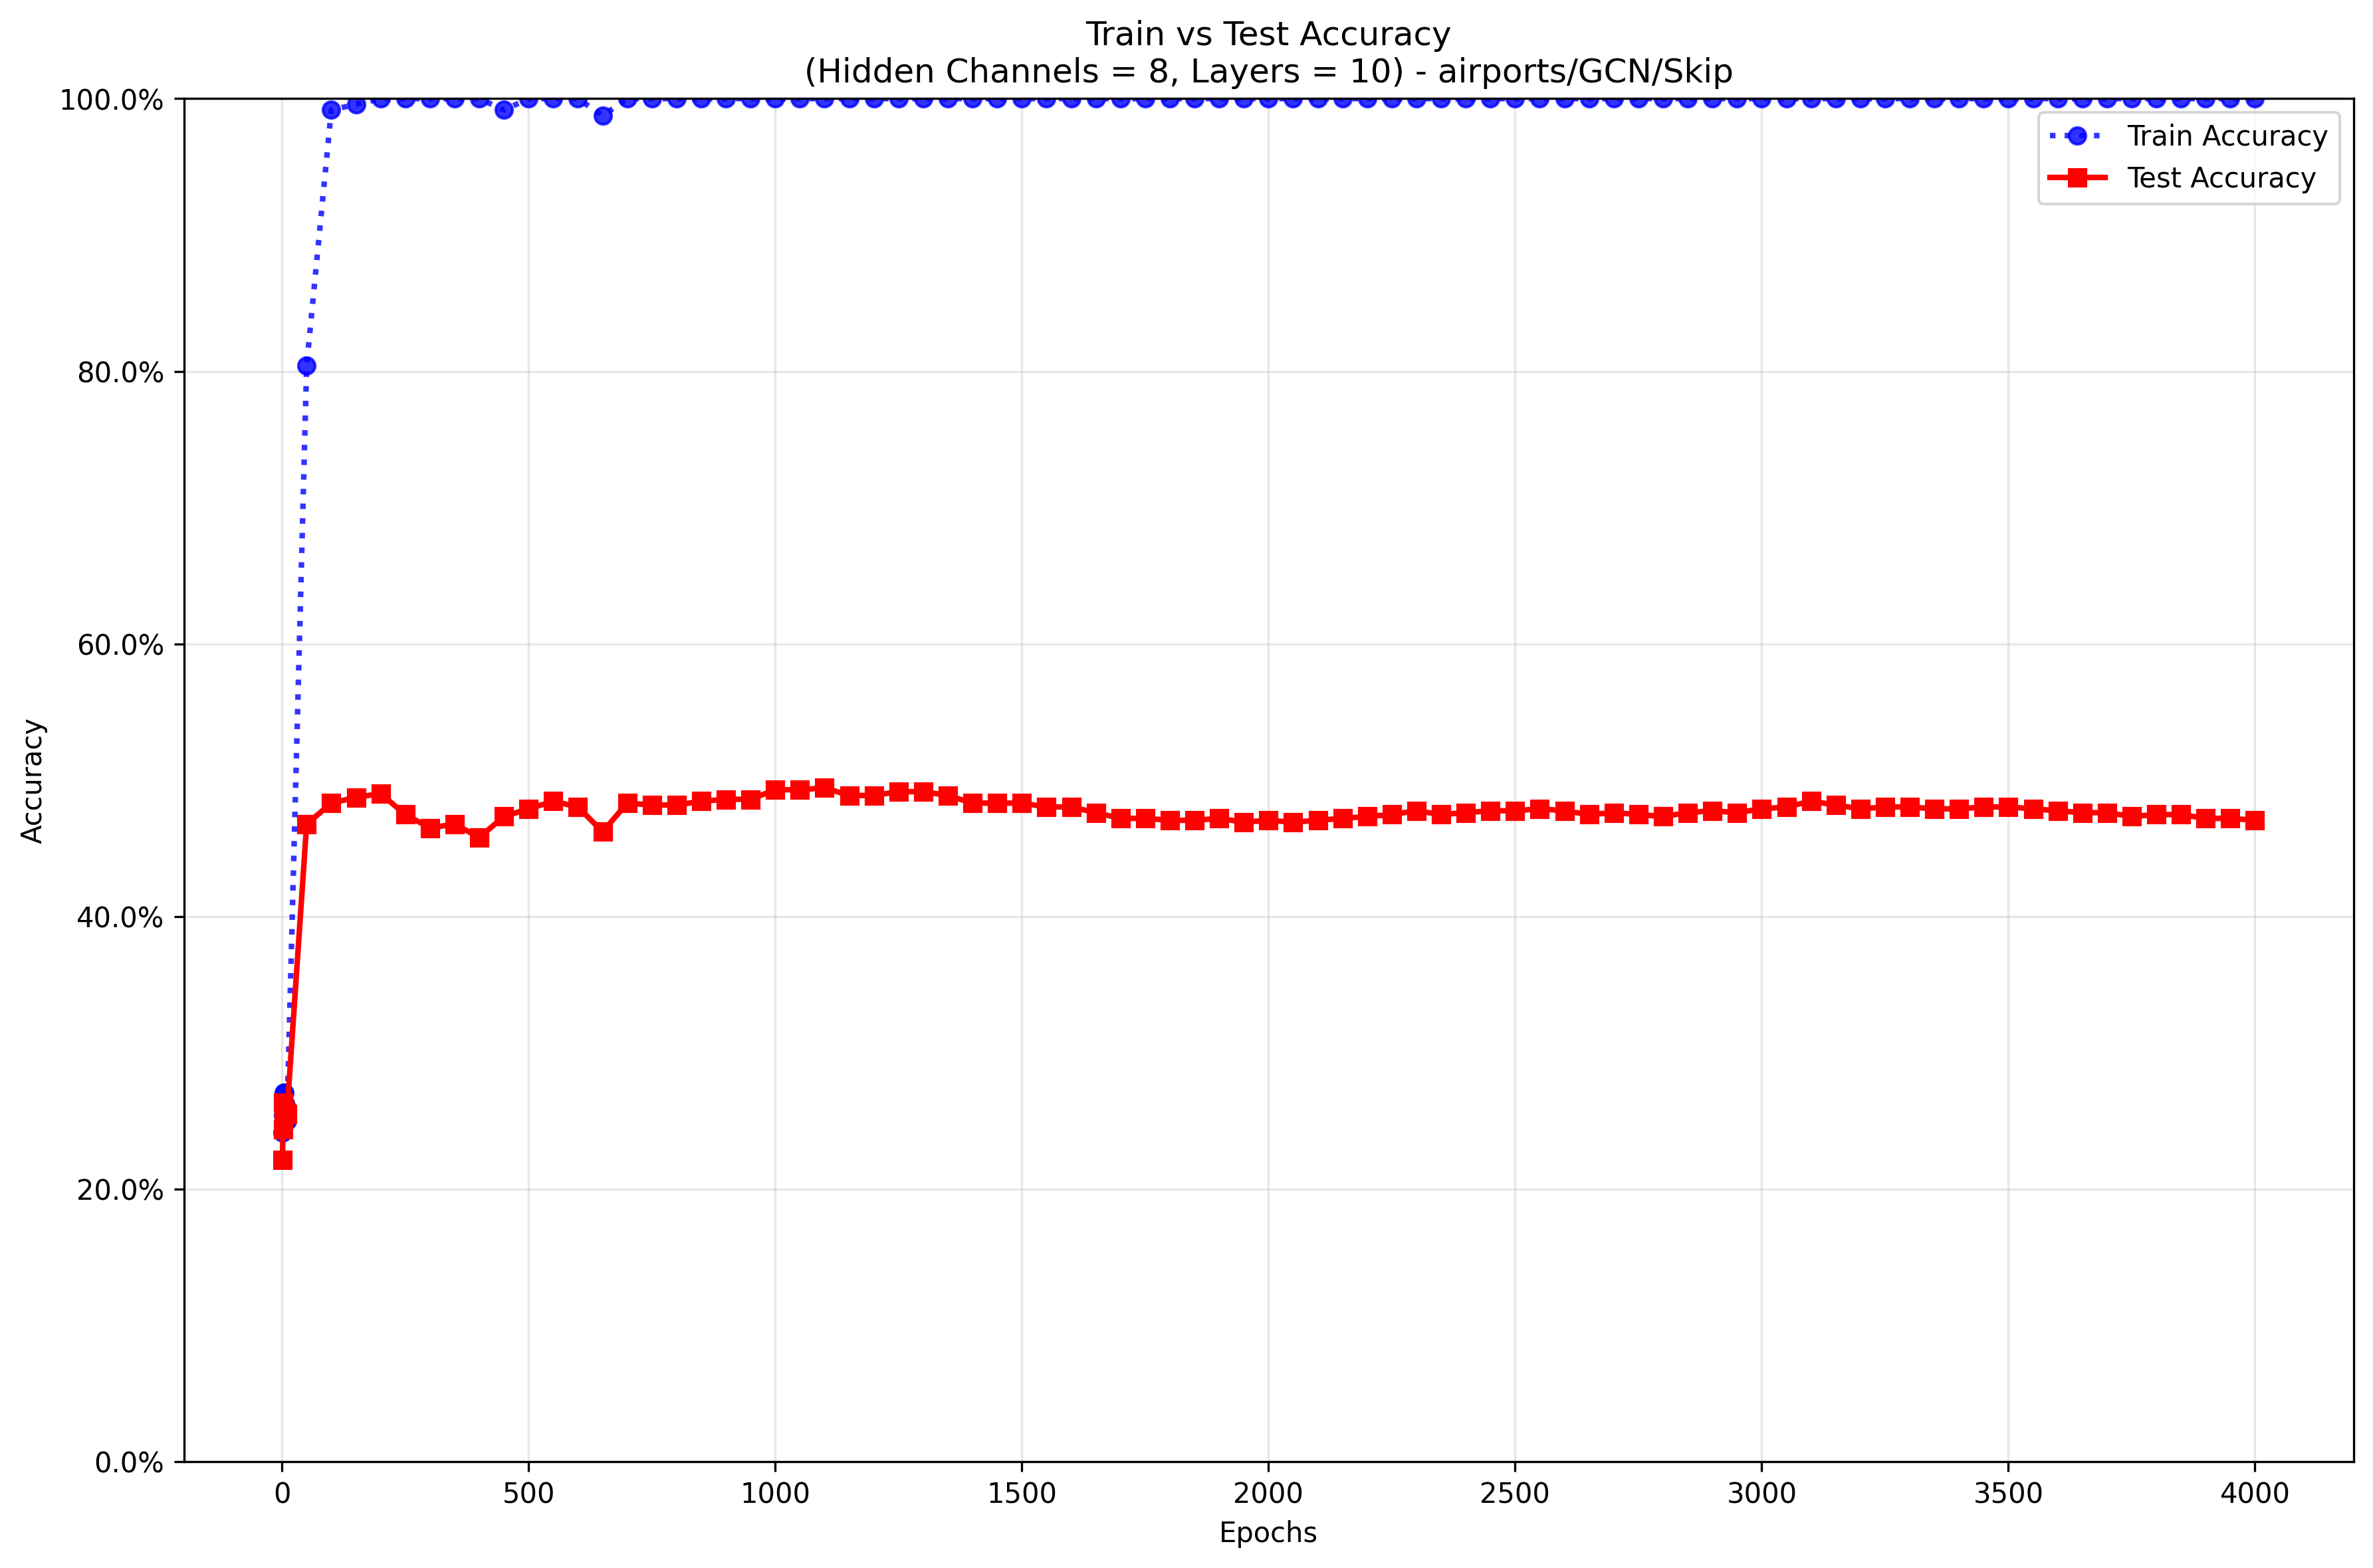 Train vs Test Accuracy
(Hidden Channels = 8, Layers = 10) - airports/GCN/Skip
100.0%
80.0%
60.0%
40.0%
20.0%
0.0%
Accuracy
Train Accuracy
Test Accuracy
0 500 1000 1500 2000 2500 3000 3500 4000
Epochs